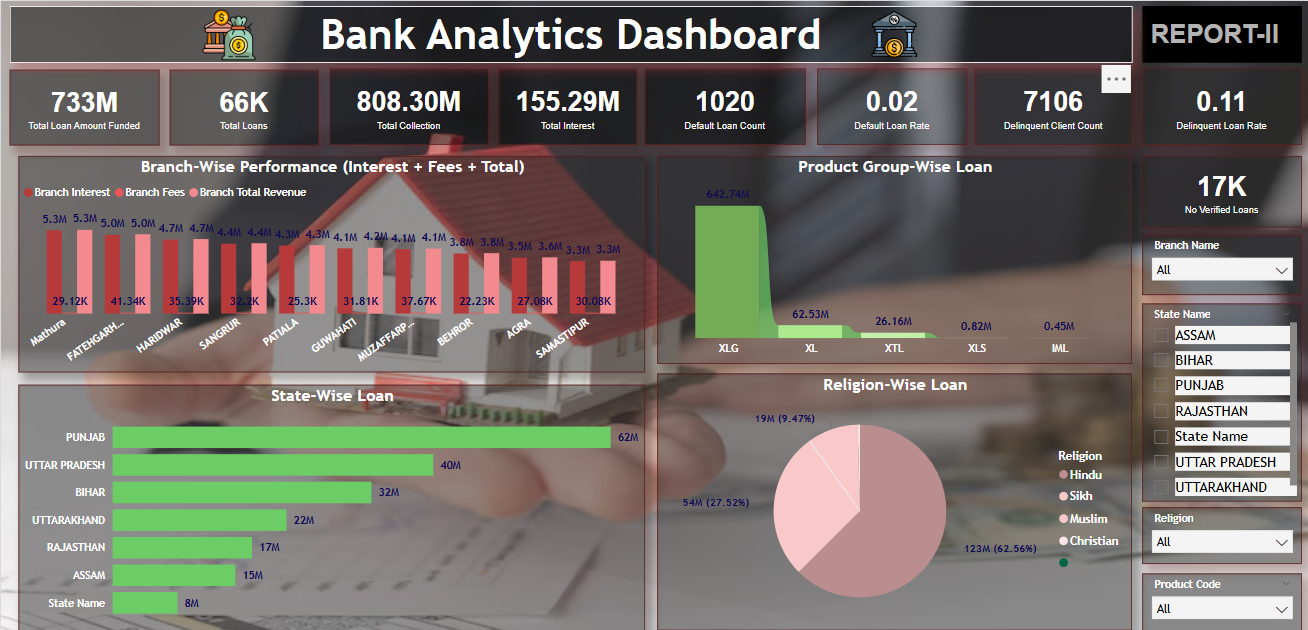 Bank Analytics Dashboard
REPORT-II
733M
Total Loan Amount Funded
66K
Total Loans
808.30M
Total Collection
155.29M
Total Interest
1020
Default Loan Count
0.02
Default Loan Rate
7106
Delinquent Client Count
0.11
Delinquent Loan Rate
17K
No Verified Loans
Branch-Wise Performance (Interest + Fees + Total)
Branch Interest Branch Fees Branch Total Revenue
5.3M 5.3M 5.0M 5.0M 4.7M 4.7M 4.4M 4.4M 4.3M 4.3M 4.1M 4.2M 4.1M 4.1M 3.8M 3.8M 3.5M 3.6M 3.3M 3.3M
29.12K 41.34K 35.39K 32.2K 25.3K 31.81K 37.67K 22.23K 27.08K 30.08K
Mathura FATEHGARH... HARIDWAR SANGRUR PATIALA GUWAHATI MUZAFFARP... BEHROR AGRA SAMASTIPUR
Product Group-Wise Loan
642.74M
62.53M
26.16M
0.82M
0.45M
XLG XL XTL XLS IML
State-Wise Loan
PUNJAB 62M
UTTAR PRADESH 40M
BIHAR 32M
UTTARAKHAND 22M
RAJASTHAN 17M
ASSAM 15M
State Name 8M
Religion-Wise Loan
19M (9.47%)
54M (27.52%)
123M (62.56%)
Religion
Hindu
Sikh
Muslim
Christian
Branch Name
All
State Name
ASSAM
BIHAR
PUNJAB
RAJASTHAN
State Name
UTTAR PRADESH
UTTARAKHAND
Religion
All
Product Code
All